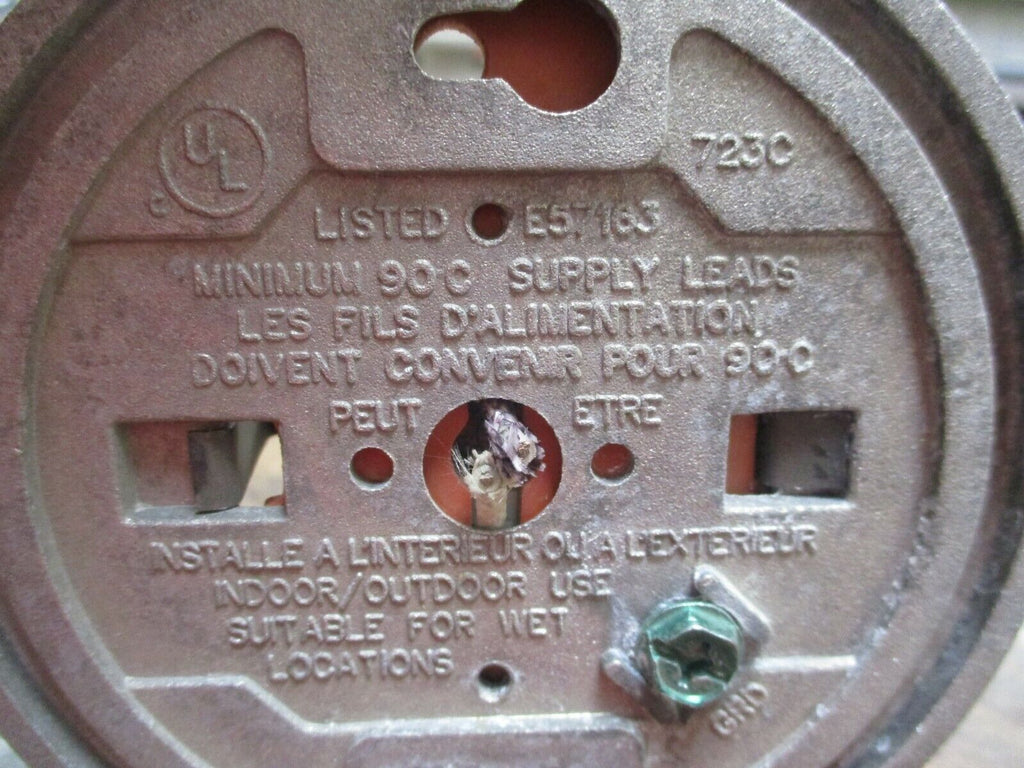 UL
C
723C
LISTED E57163
MINIMUM 90°C SUPPLY LEADS
LES FILS D'ALIMENTATION
DOIVENT CONVENIR POUR 90°C
PEUT ETRE
INSTALLE A L'INTERIEUR OU A L'EXTERIEUR
INDOOR/OUTDOOR USE
SUITABLE FOR WET
LOCATIONS
GRD